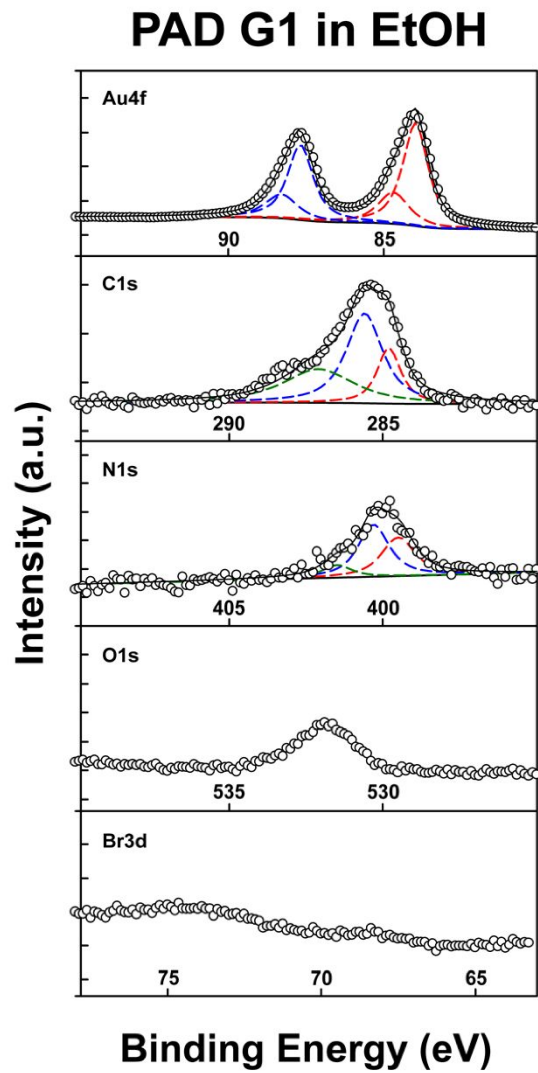 PAD G1 in EtOH
Au4f
90 85
C1s
290 285
N1s
405 400
O1s
535 530
Br3d
75 70 65
Intensity (a.u.)
Binding Energy (eV)